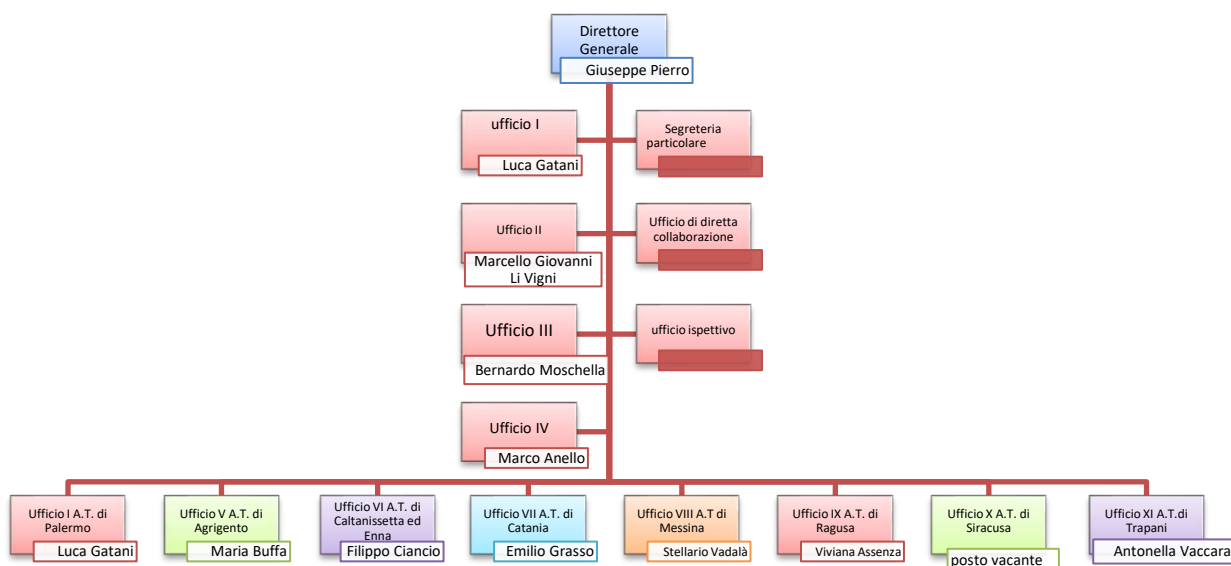 Direttore
Generale
Giuseppe Pierro
ufficio I
Luca Gatani
Segreteria
particolare
Ufficio II
Marcello Giovanni
Li Vigni
Ufficio di diretta
collaborazione
Ufficio III
Bernardo Moschella
ufficio ispettivo
Ufficio IV
Marco Anello
Ufficio I A.T. di
Palermo
Luca Gatani
Ufficio V A.T. di
Agrigento
Maria Buffa
Ufficio VI A.T. di
Caltanissetta ed
Enna
Filippo Ciancio
Ufficio VII A.T. di
Catania
Emilio Grasso
Ufficio VIII A.T di
Messina
Stellario Vadalà
Ufficio IX A.T. di
Ragusa
Viviana Assenza
Ufficio X A.T. di
Siracusa
posto vacante
Ufficio XI A.T.di
Trapani
Antonella Vaccara